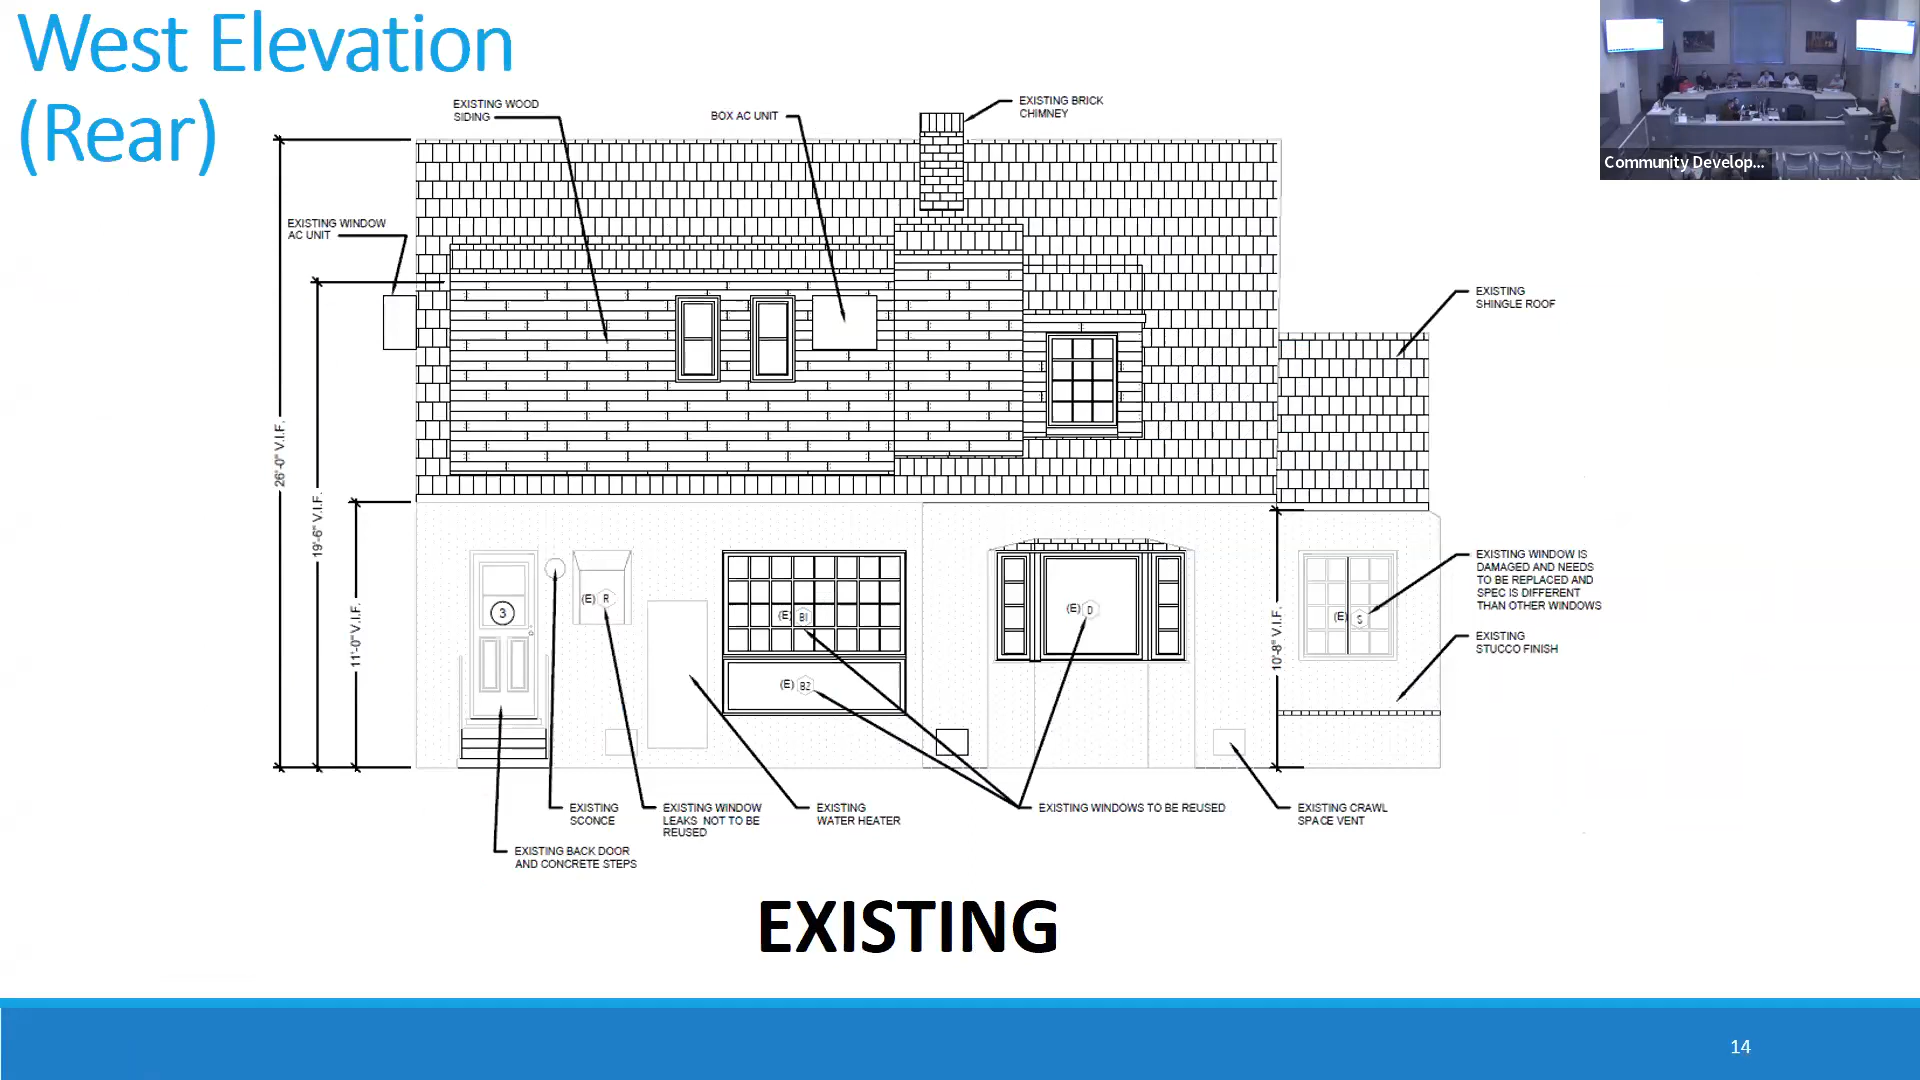 West Elevation
(Rear)
EXISTING WOOD
SIDING
BOX AC UNIT
EXISTING BRICK
CHIMNEY
Community Develop...
EXISTING WINDOW
AC UNIT
EXISTING
SHINGLE ROOF
26'-0" V.I.F.
19'-6" V.I.F.
11'-0" V.I.F.
10'-8" V.I.F.
EXISTING WINDOW IS
DAMAGED AND NEEDS
TO BE REPLACED AND
SPEC IS DIFFERENT
THAN OTHER WINDOWS
3
(E) R
(E) B1
(E) D
(E) S
EXISTING
STUCCO FINISH
(E) B2
EXISTING
SCONCE
EXISTING WINDOW
LEAKS NOT TO BE
REUSED
EXISTING
WATER HEATER
EXISTING WINDOWS TO BE REUSED
EXISTING CRAWL
SPACE VENT
EXISTING BACK DOOR
AND CONCRETE STEPS
EXISTING
14